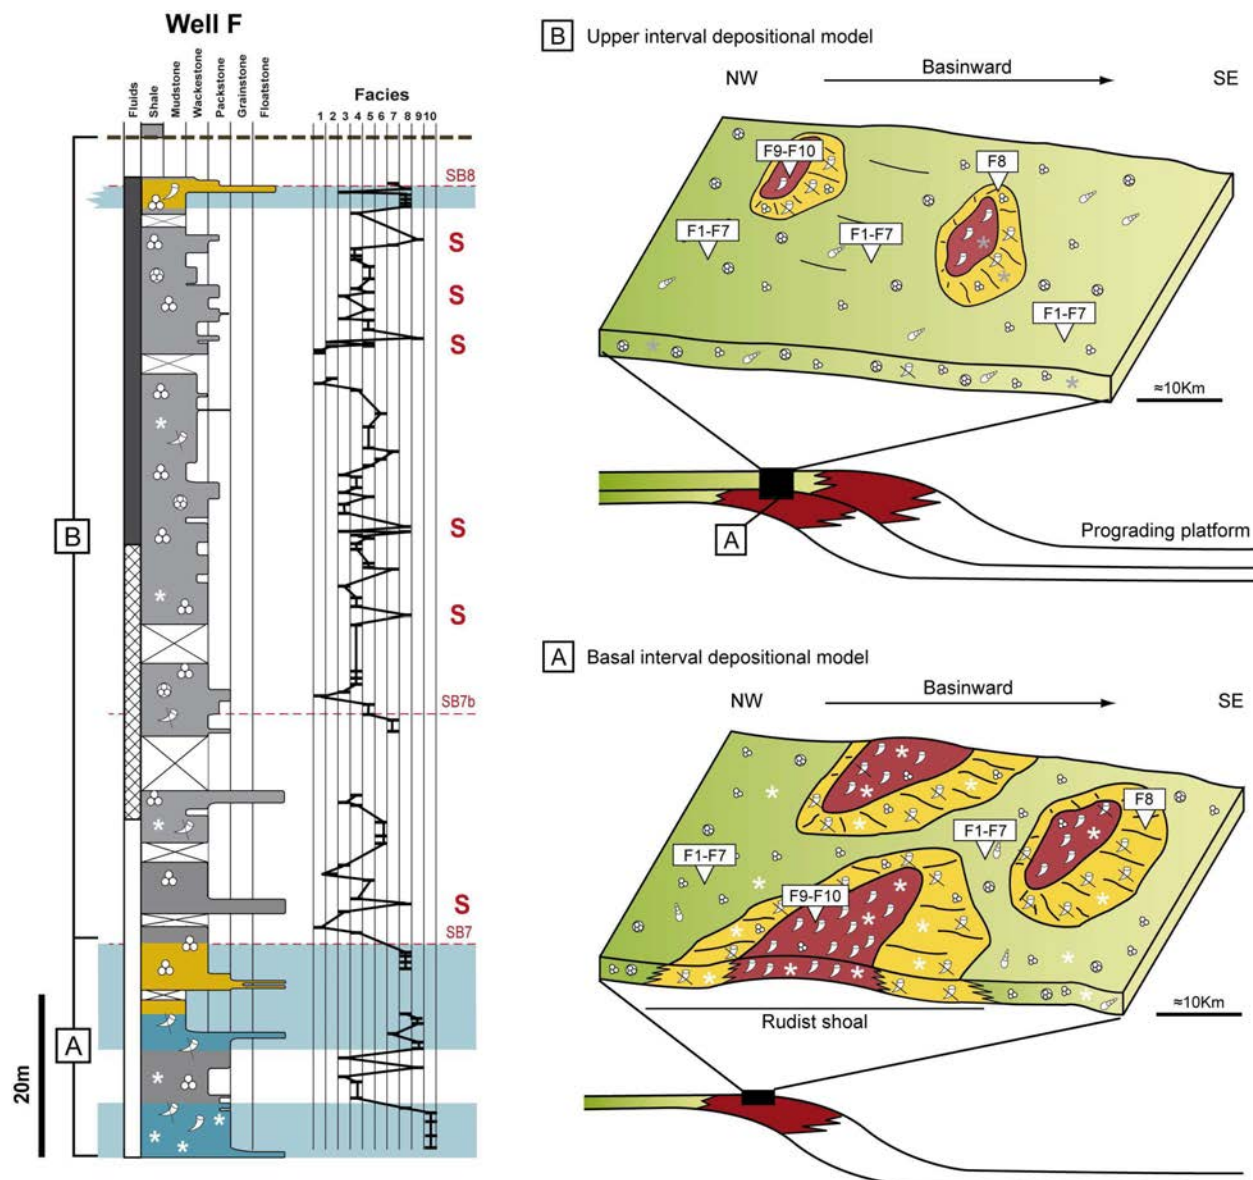 Well F
Fluids
Shale
Mudstone
Wackestone
Packstone
Grainstone
Floatstone
Facies
1 2 3 4 5 6 7 8 9 10
SB8
S
S
S
S
S
SB7b
S
SB7
B
A
20m
B Upper interval depositional model
NW Basinward SE
F9-F10
F8
F1-F7
F1-F7
F1-F7
≈10Km
A
Prograding platform
A Basal interval depositional model
NW Basinward SE
F8
F1-F7
F1-F7
F9-F10
≈10Km
Rudist shoal